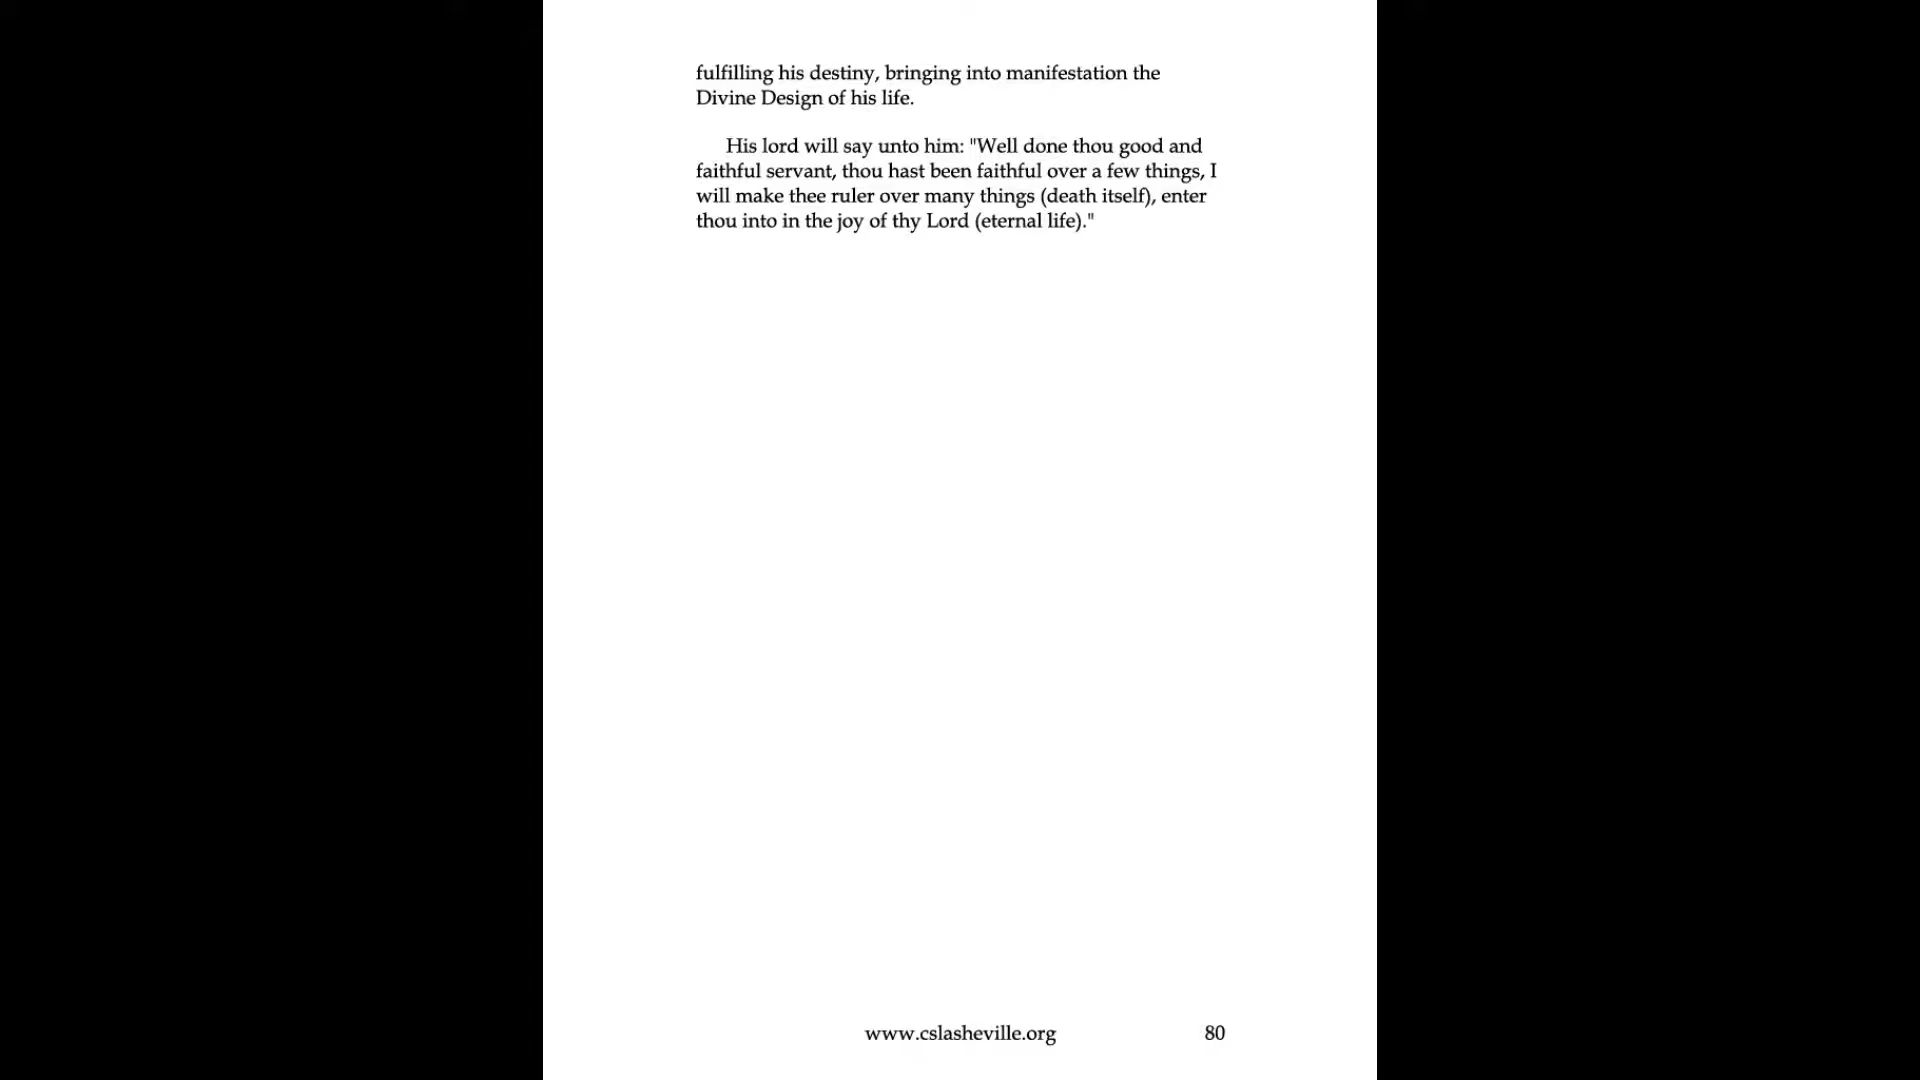 fulfilling his destiny, bringing into manifestation the
Divine Design of his life.
His lord will say unto him: "Well done thou good and
faithful servant, thou hast been faithful over a few things, I
will make thee ruler over many things (death itself), enter
thou into in the joy of thy Lord (eternal life)."
www.cslasheville.org 80